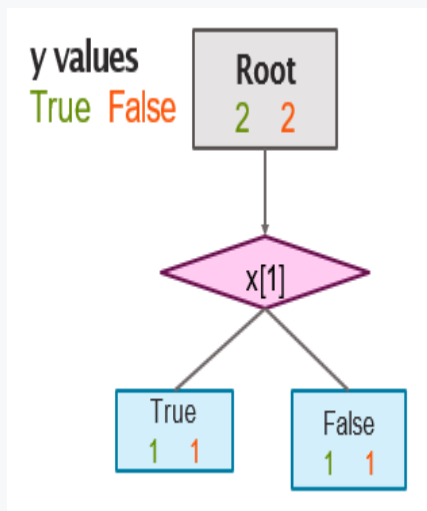 y values
True False
Root
2 2
x[1]
True
1 1
False
1 1